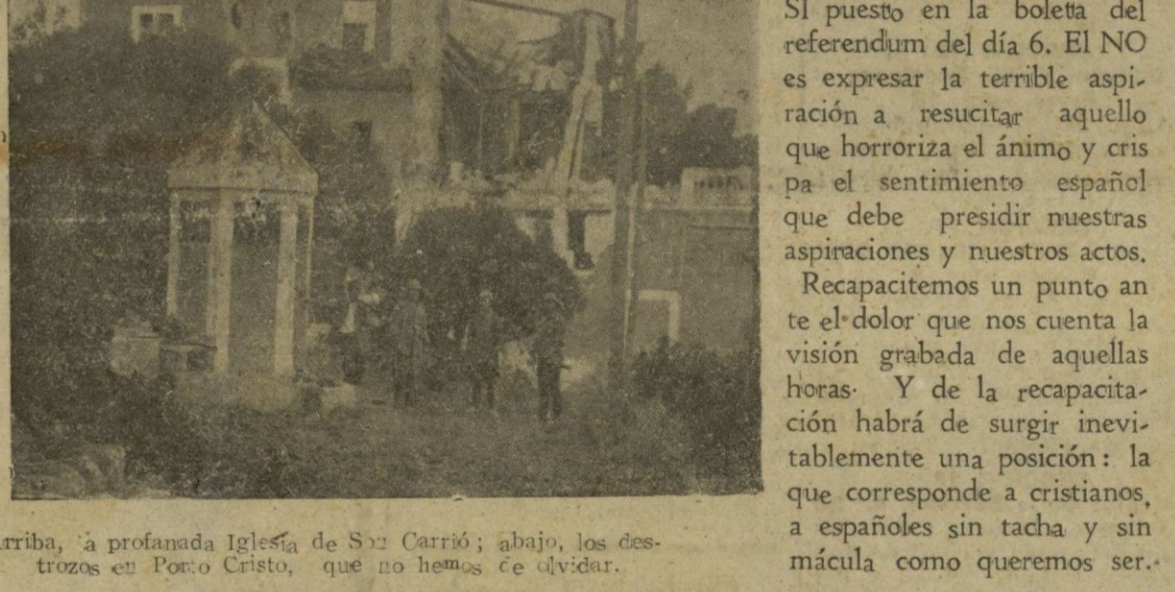 SI puesto en la boleta del
referendum del día 6. El NO
es expresar la terrible aspi-
ración a resucitar aquello
que horroriza el ánimo y cris
pa el sentimiento español
que debe presidir nuestras
aspiraciones y nuestros actos.
Recapacitemos un punto an
te el dolor que nos cuenta la
visión grabada de aquellas
horas. Y de la recapacita-
ción habrá de surgir inevi-
tablemente una posición: la
que corresponde a cristianos,
a españoles sin tacha y sin
mácula como queremos ser.
rriba, a profanada Iglesia de Son Carrió; abajo, los des-
trozos en Porto Cristo, que no hemos de olvidar.